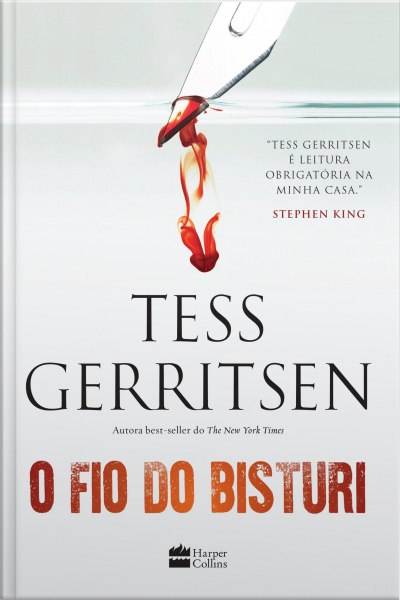 “TESS GERRITSEN
É LEITURA
OBRIGATÓRIA NA
MINHA CASA.”
STEPHEN KING
TESS
GERRITSEN
Autora best-seller do The New York Times
O FIO DO BISTURI
Harper
Collins